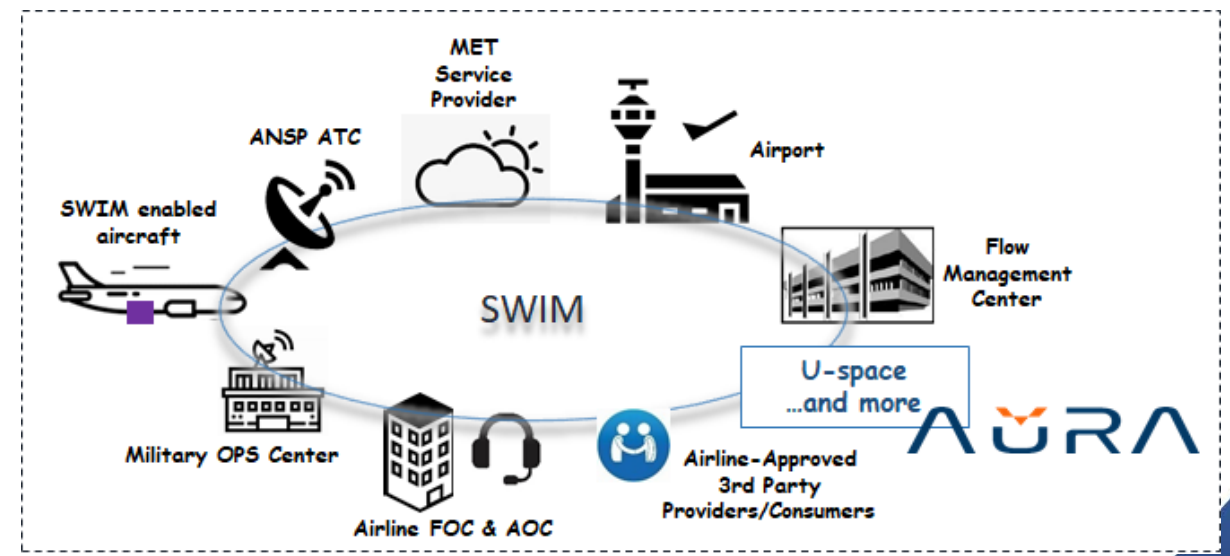 MET
Service
Provider
ANSP ATC
Airport
SWIM enabled
aircraft
Flow
Management
Center
SWIM
U-space
...and more
AURA
Military OPS Center
Airline-Approved
3rd Party
Providers/Consumers
Airline FOC & AOC